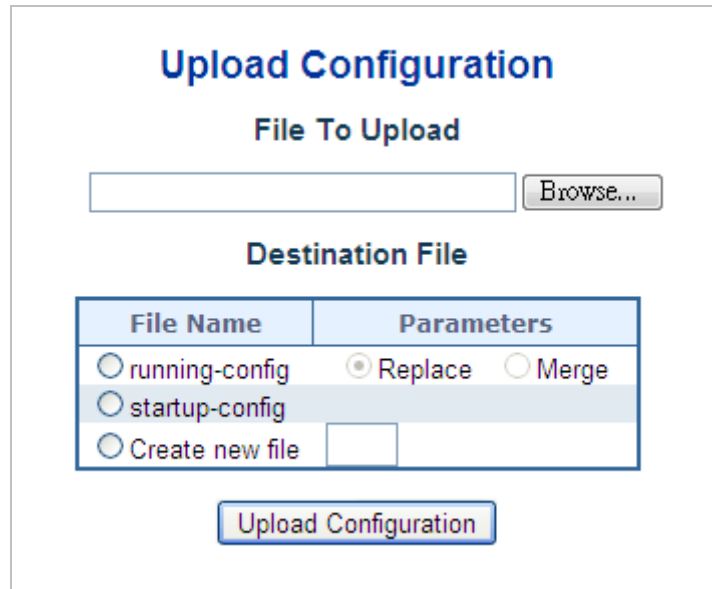 Upload Configuration
File To Upload
Browse...
Destination File
File Name Parameters
running-config Replace Merge
startup-config
Create new file
Upload Configuration